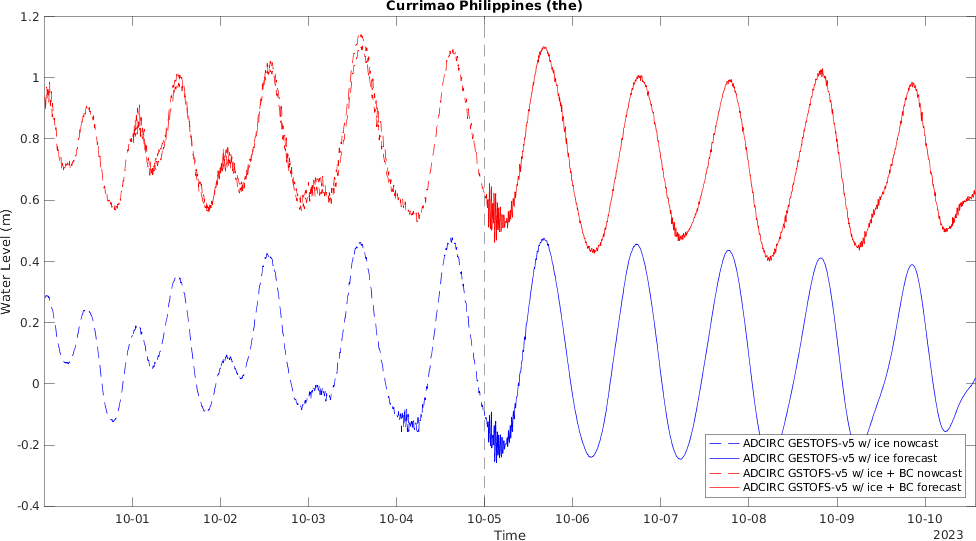 Currimao Philippines (the)
1.2
1
0.8
0.6
0.4
0.2
0
-0.2
-0.4
Water Level (m)
ADCIRC GESTOFS-v5 w/ ice nowcast
ADCIRC GESTOFS-v5 w/ ice forecast
ADCIRC GSTOFS-v5 w/ ice + BC nowcast
ADCIRC GSTOFS-v5 w/ ice + BC forecast
10-01 10-02 10-03 10-04 10-05 10-06 10-07 10-08 10-09 10-10
Time
2023